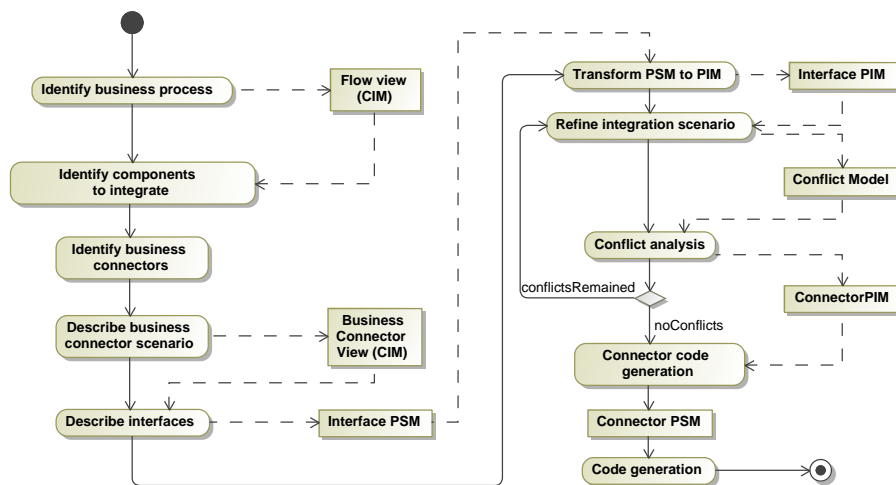 Identify business process
Flow view
(CIM)
Identify components
to integrate
Identify business
connectors
Describe business
connector scenario
Business
Connector
View (CIM)
Describe interfaces
Interface PSM
Transform PSM to PIM
Interface PIM
Refine integration scenario
Conflict Model
Conflict analysis
conflictsRemained
ConnectorPIM
noConflicts
Connector code
generation
Connector PSM
Code generation